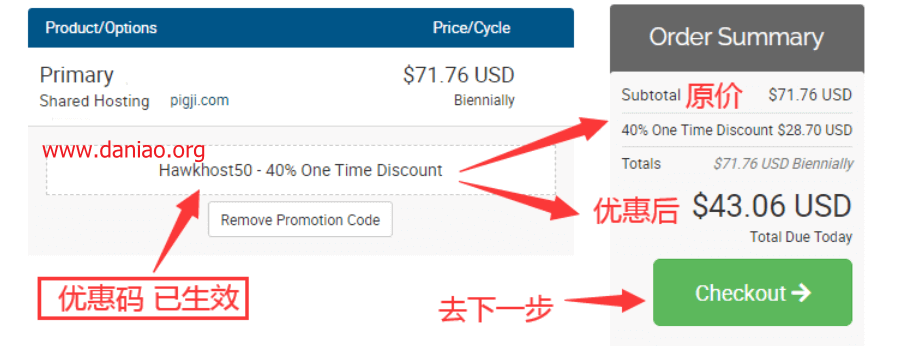 Product/Options Price/Cycle
Primary $71.76 USD
Shared Hosting pigji.com Biennially
www.daniao.org
Hawkhost50 - 40% One Time Discount
Remove Promotion Code
优惠码 已生效
Order Summary
Subtotal 原价 $71.76 USD
40% One Time Discount $28.70 USD
Totals $71.76 USD Biennially
优惠后 $43.06 USD
Total Due Today
去下一步 Checkout